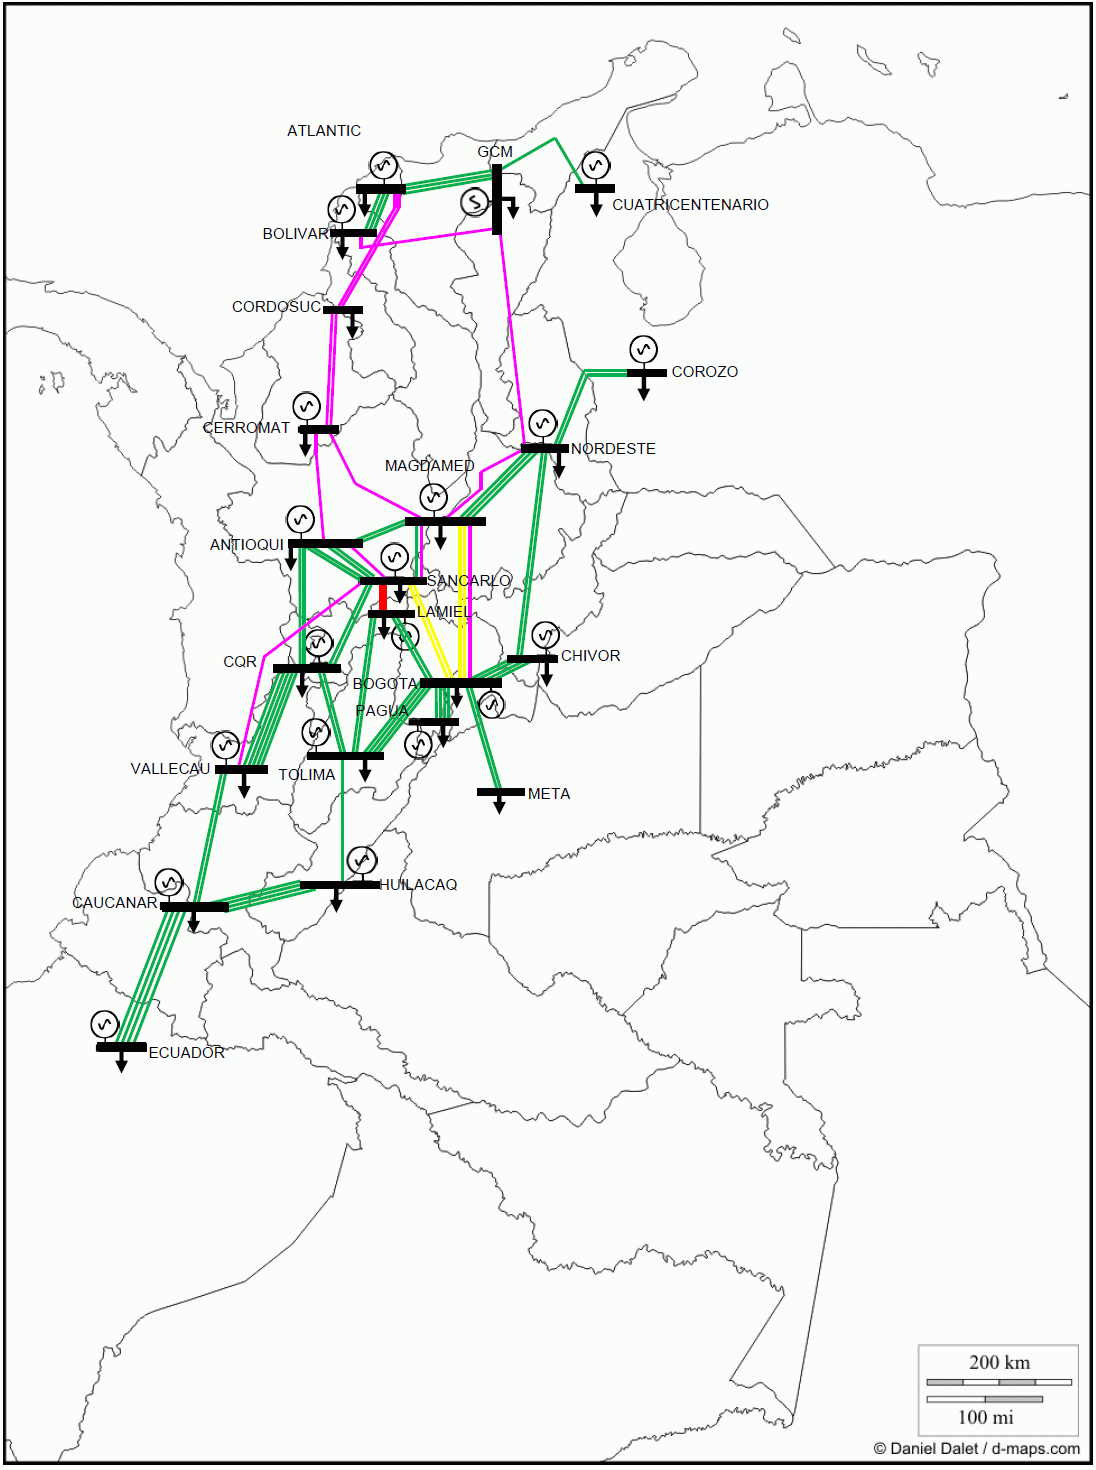 ATLANTIC
GCM
CUATRICENTENARIO
BOLIVAR
CORDOSUC
COROZO
CERROMAT
NORDESTE
MAGDAMED
ANTIOQUI
SANCARLO
LAMIEL
CHIVOR
CQR
BOGOTA
PAGUA
VALLECAU
TOLIMA
META
HUILACAQ
CAUCANAR
ECUADOR
200 km
100 mi
© Daniel Dalet / d-maps.com